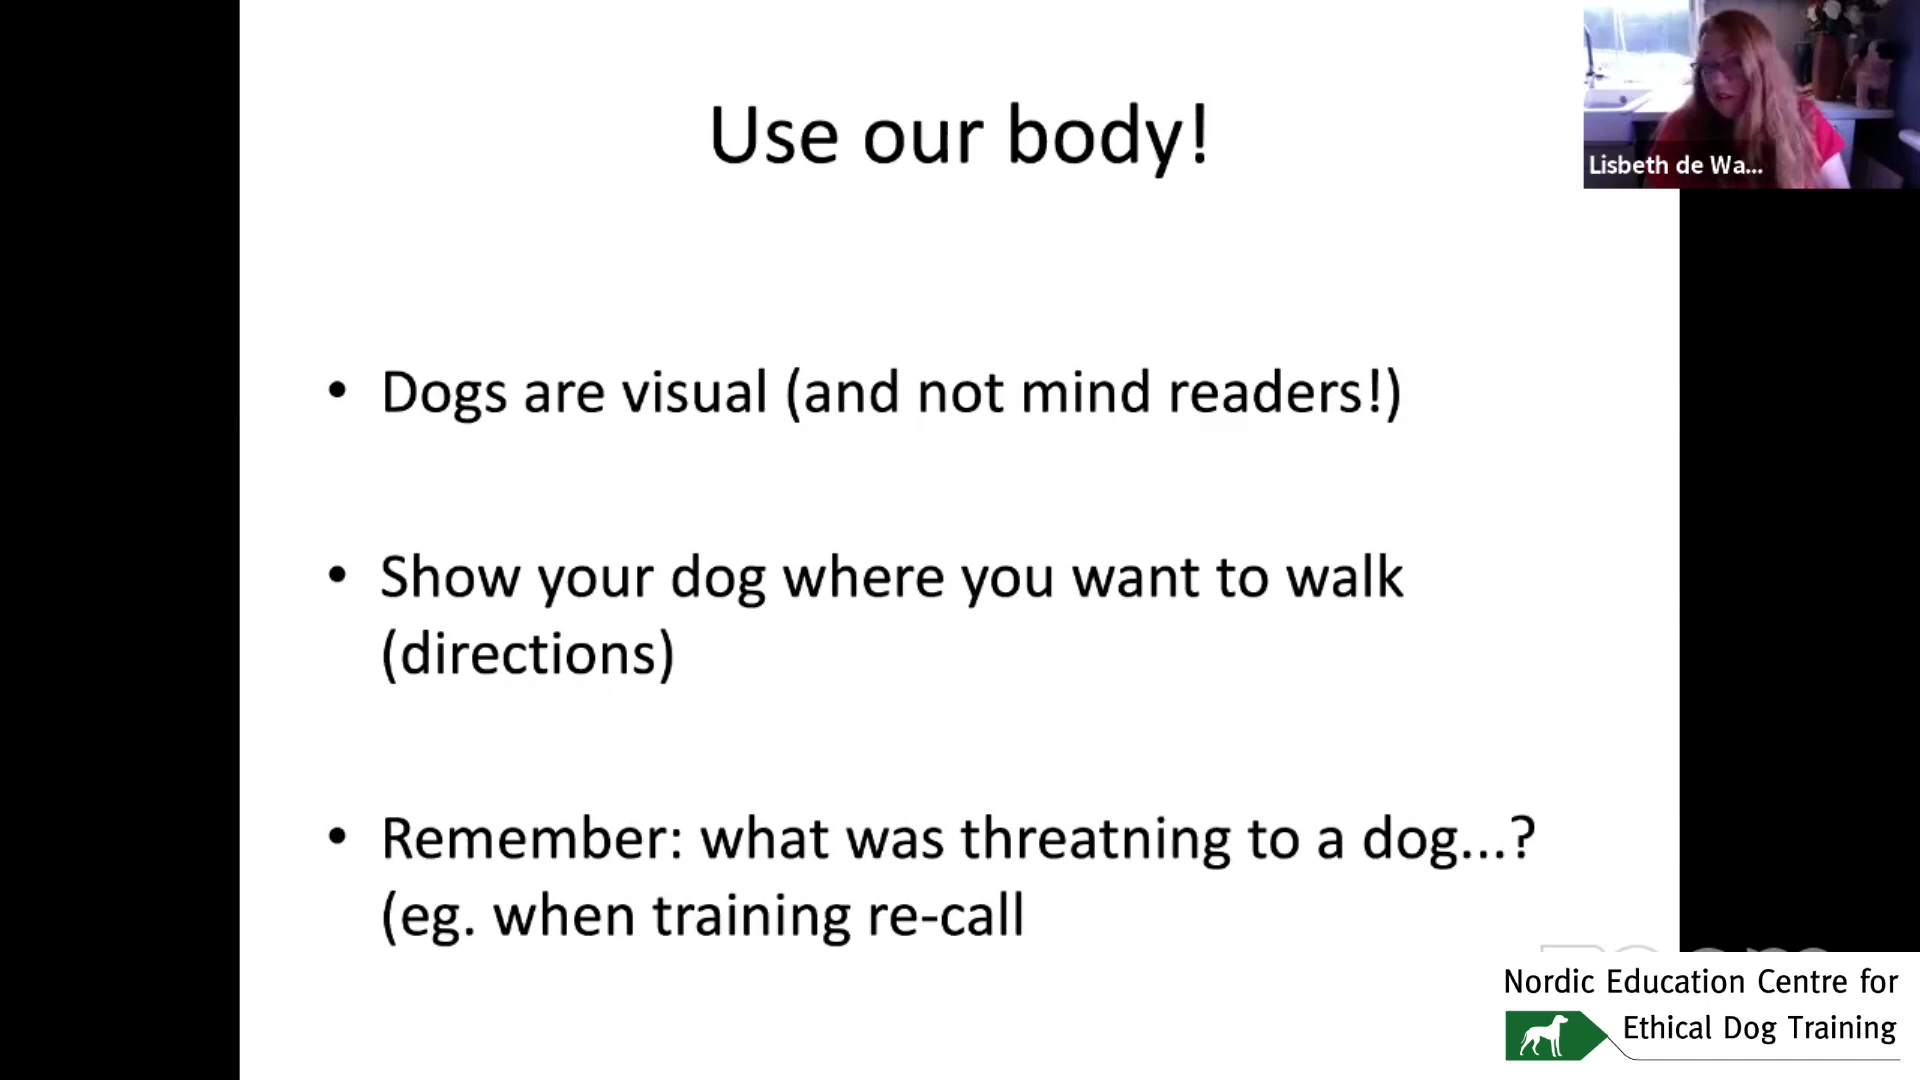 Use our body!
Lisbeth de Wa...
• Dogs are visual (and not mind readers!)
• Show your dog where you want to walk
(directions)
• Remember: what was threatning to a dog...?
(eg. when training re-call
Nordic Education Centre for
Ethical Dog Training